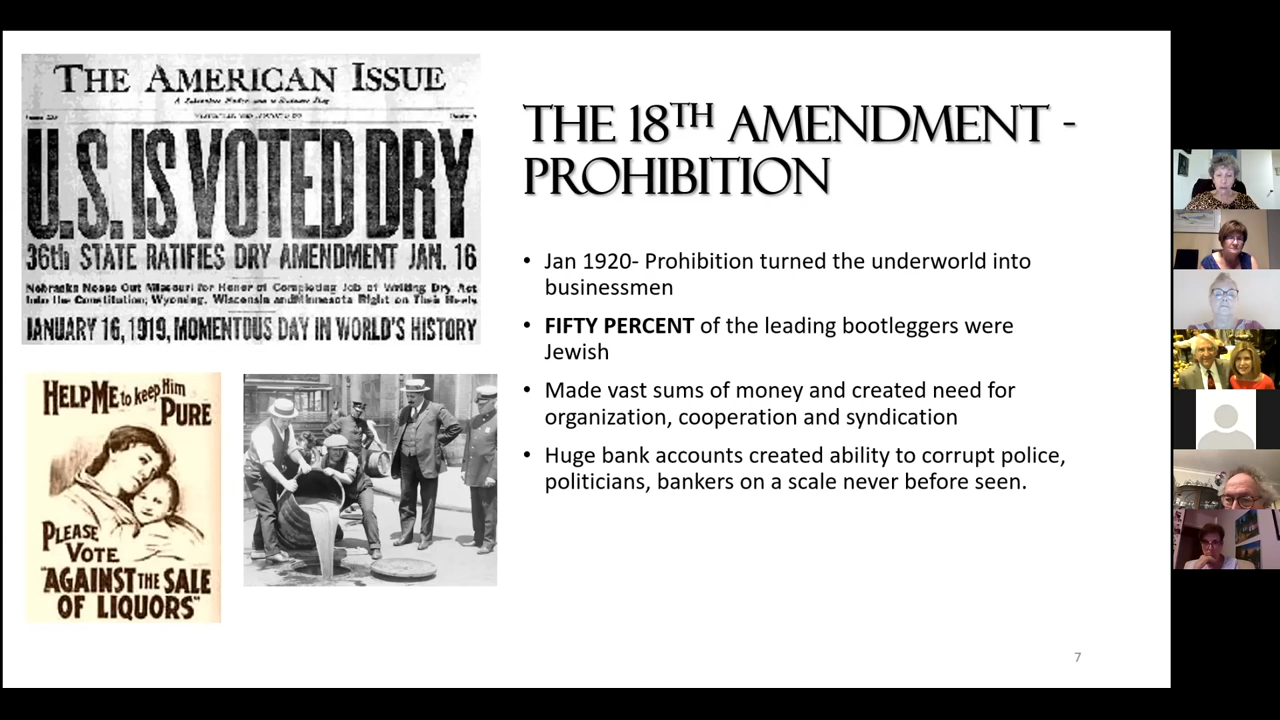 THE AMERICAN ISSUE
A Saloonless Nation and a Stainless Flag
U.S. IS VOTED DRY
36th STATE RATIFIES DRY AMENDMENT JAN. 16
Nebraska Noses Out Missouri for Honor of Completing Job of Writing Dry Act
Into the Constitution; Wyoming, Wisconsin and Minnesota Right on Their Heels
JANUARY 16, 1919, MOMENTOUS DAY IN WORLD'S HISTORY
HELP ME to keep Him
PURE
PLEASE
VOTE
"AGAINST THE SALE
OF LIQUORS"
THE 18TH AMENDMENT -
PROHIBITION
• Jan 1920- Prohibition turned the underworld into
businessmen
• FIFTY PERCENT of the leading bootleggers were
Jewish
• Made vast sums of money and created need for
organization, cooperation and syndication
• Huge bank accounts created ability to corrupt police,
politicians, bankers on a scale never before seen.
7